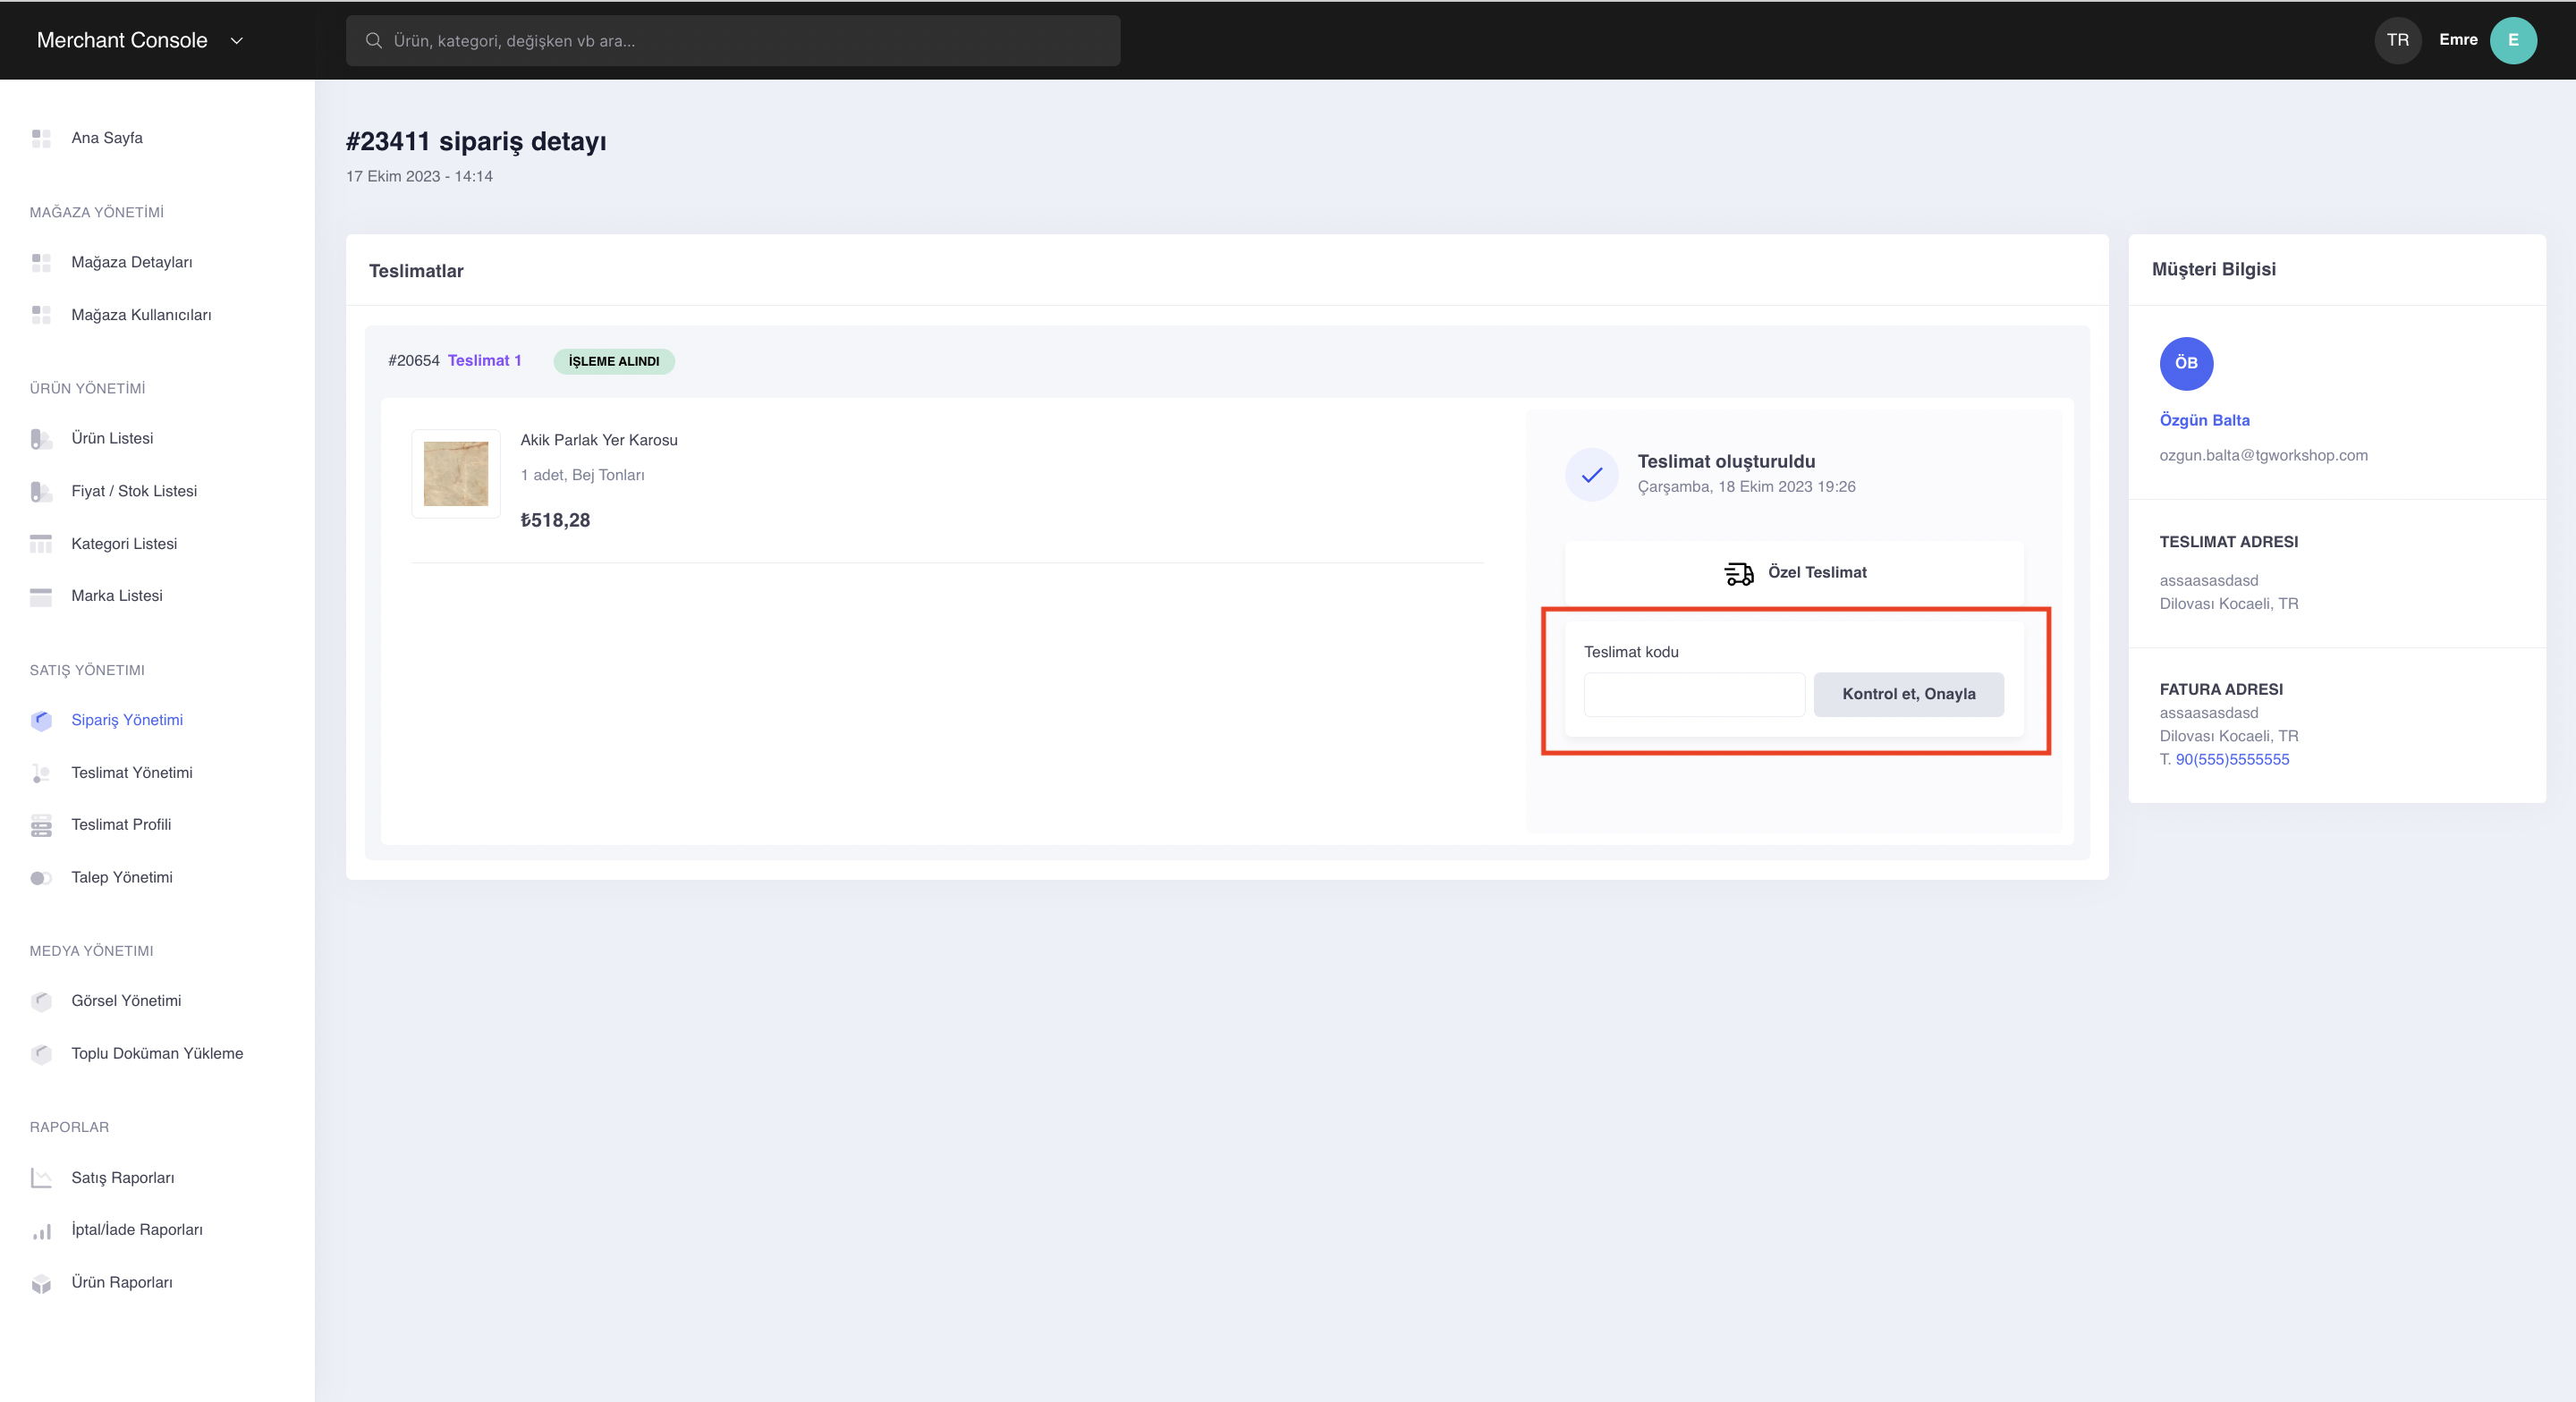 Merchant Console
Ürün, kategori, değişken vb ara...
TR
Emre
E
Ana Sayfa
MAĞAZA YÖNETİMİ
Mağaza Detayları
Mağaza Kullanıcıları
ÜRÜN YÖNETİMİ
Ürün Listesi
Fiyat / Stok Listesi
Kategori Listesi
Marka Listesi
SATIŞ YÖNETIMI
Sipariş Yönetimi
Teslimat Yönetimi
Teslimat Profili
Talep Yönetimi
MEDYA YÖNETIMI
Görsel Yönetimi
Toplu Doküman Yükleme
RAPORLAR
Satış Raporları
İptal/İade Raporları
Ürün Raporları
#23411 sipariş detayı
17 Ekim 2023 - 14:14
Teslimatlar
#20654 Teslimat 1 İŞLEME ALINDI
Akik Parlak Yer Karosu
1 adet, Bej Tonları
₺518,28
Teslimat oluşturuldu
Çarşamba, 18 Ekim 2023 19:26
Özel Teslimat
Teslimat kodu
Kontrol et, Onayla
Müşteri Bilgisi
ÖB
Özgün Balta
ozgun.balta@tgworkshop.com
TESLIMAT ADRESI
assaasasdasd
Dilovası Kocaeli, TR
FATURA ADRESI
assaasasdasd
Dilovası Kocaeli, TR
T. 90(555)5555555